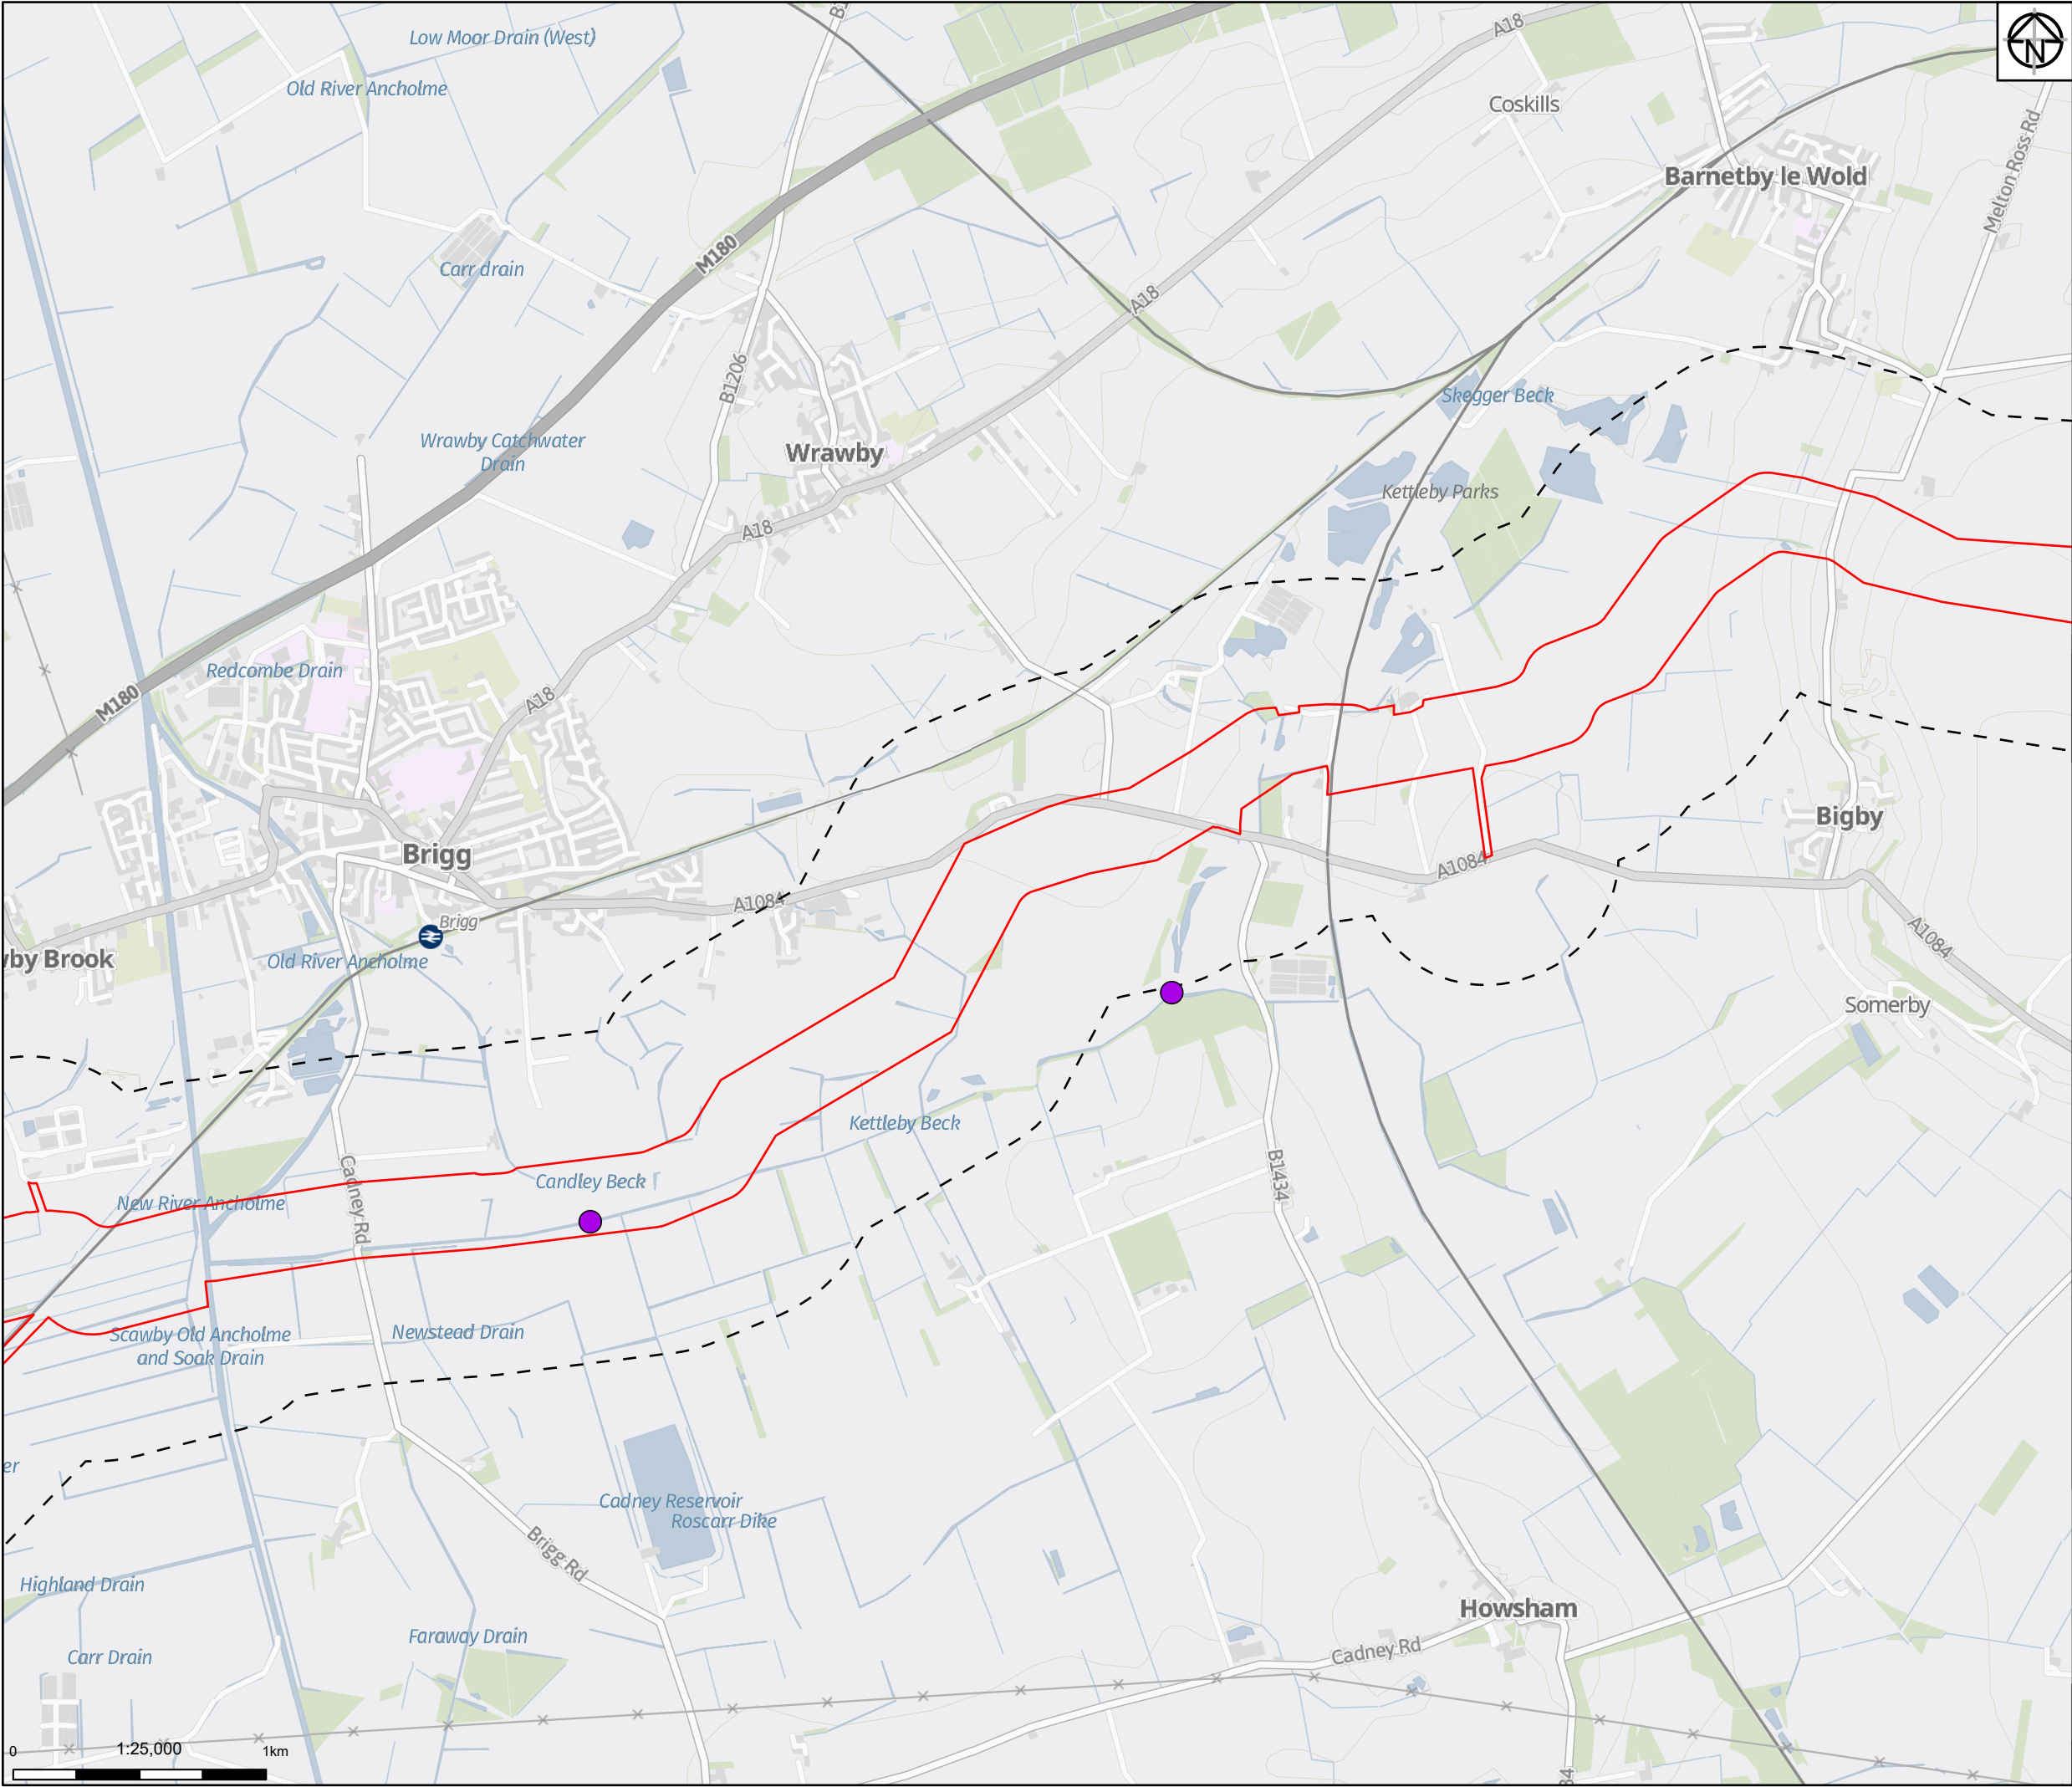 Low Moor Drain (West)
A18
N
Old River Ancholme
Coskills
Melton Ross Rd
Barnetby le Wold
M180
Carr drain
A18
B1206
Skegger Beck
Wrawby Catchwater
Drain
Wrawby
Kettleby Parks
A18
Redcombe Drain
M180
A18
Bigby
Brigg
A1084
A1084
Brigg
A1084
wby Brook
Old River Ancholme
Somerby
Kettleby Beck
Cadney Rd
Candley Beck
B1434
New River Ancholme
Scawby Old Ancholme
and Soak Drain
Newstead Drain
er
Cadney Reservoir
Roscarr Dike
Brigg Rd
Highland Drain
Howsham
Faraway Drain
Cadney Rd
Carr Drain
0 1:25,000 1km
34